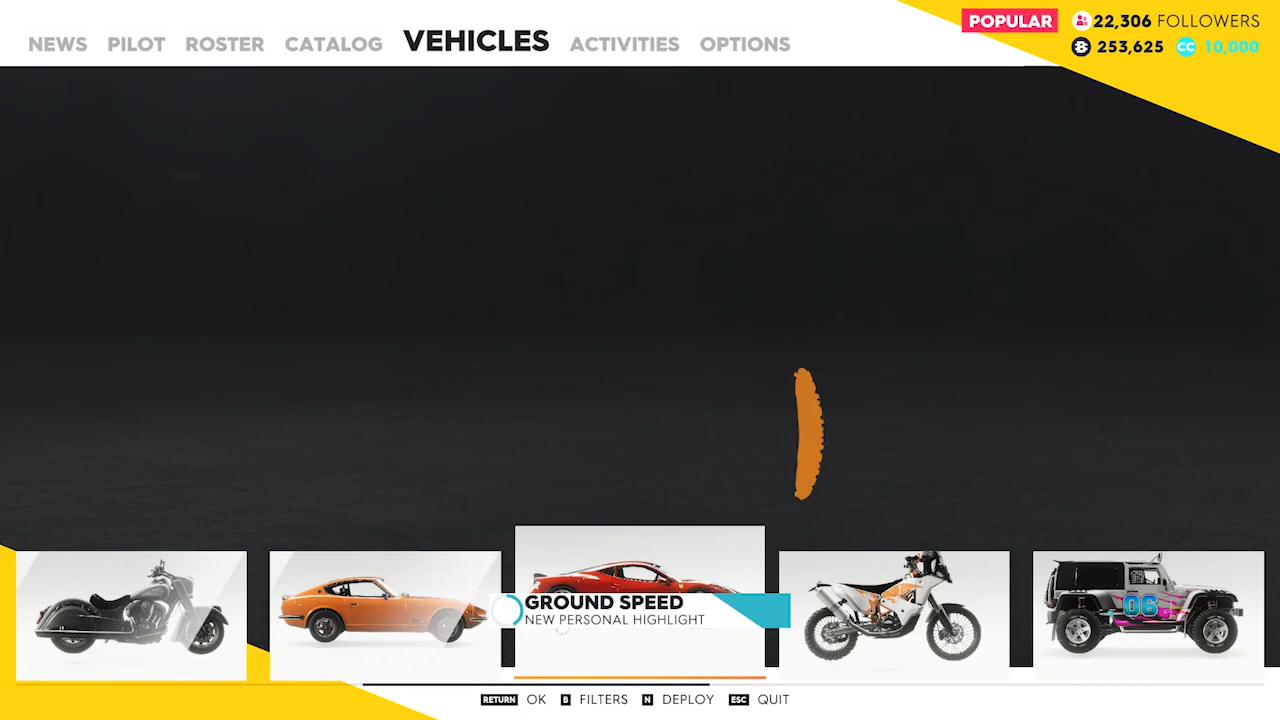 NEWS PILOT ROSTER CATALOG VEHICLES ACTIVITIES OPTIONS
POPULAR 22,306 FOLLOWERS
253,625 CC 10,000
06
GROUND SPEED
NEW PERSONAL HIGHLIGHT
RETURN OK B FILTERS N DEPLOY ESC QUIT